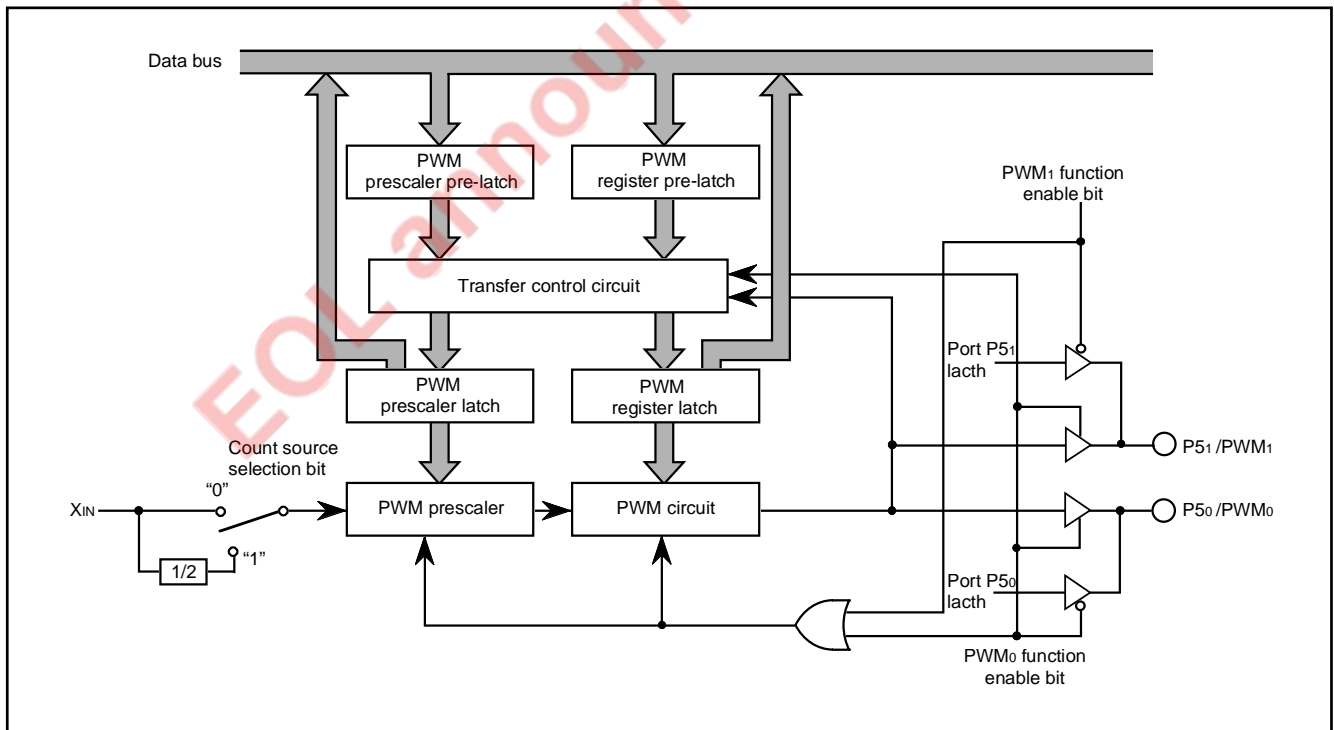 Data bus
PWM
prescaler pre-latch
PWM
register pre-latch
PWM1 function
enable bit
Transfer control circuit
Port P51
lacth
PWM
prescaler latch
PWM
register latch
Count source
selection bit
P51 /PWM1
“0”
XIN
PWM prescaler
PWM circuit
P50 /PWM0
“1”
1/2
Port P50
lacth
PWM0 function
enable bit
EOL announ